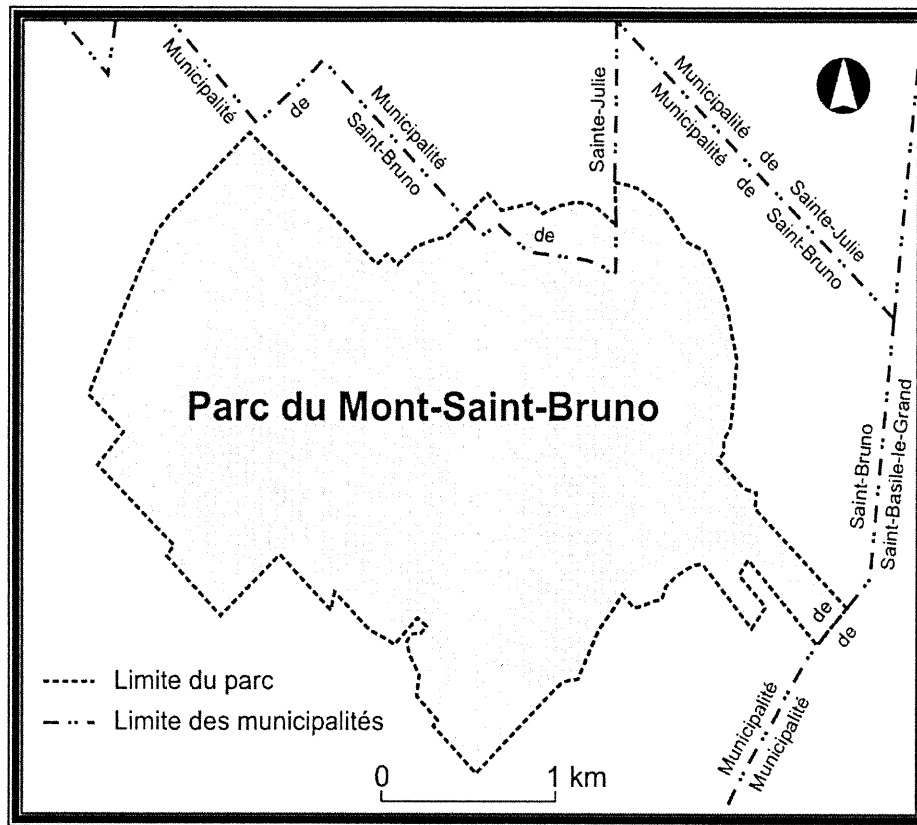 Municipalité
de
Municipalité
Saint-Bruno
de
Sainte-Julie
Municipalité de Sainte-Julie
Municipalité de Saint-Bruno
Parc du Mont-Saint-Bruno
Saint-Bruno
Saint-Basile-le-Grand
de
de
Municipalité
Municipalité
Limite du parc
Limite des municipalités
0 1 km